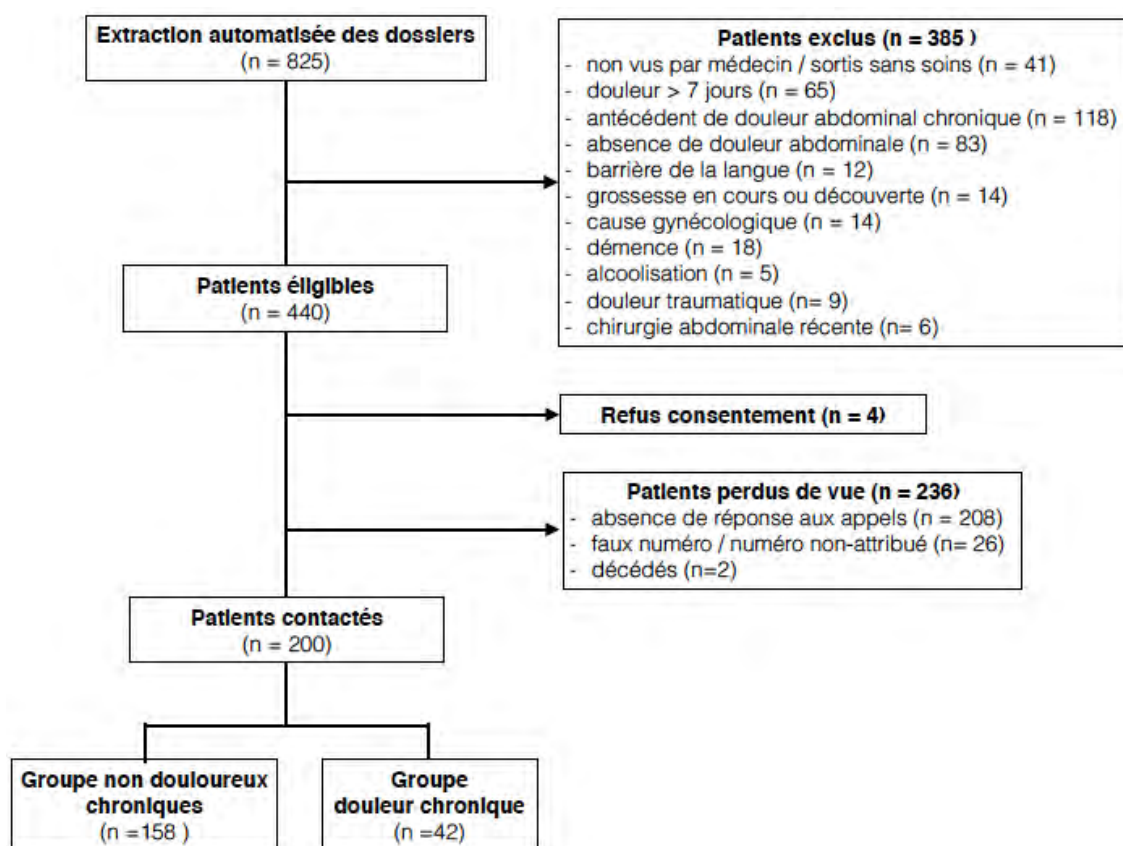 Extraction automatisée des dossiers
(n = 825)
Patients exclus (n = 385 )
- non vus par médecin / sortis sans soins (n = 41)
- douleur > 7 jours (n = 65)
- antécédent de douleur abdominal chronique (n = 118)
- absence de douleur abdominale (n = 83)
- barrière de la langue (n = 12)
- grossesse en cours ou découverte (n = 14)
- cause gynécologique (n = 14)
- démence (n = 18)
- alcoolisation (n = 5)
- douleur traumatique (n= 9)
- chirurgie abdominale récente (n= 6)
Patients éligibles
(n = 440)
Refus consentement (n = 4)
Patients perdus de vue (n = 236)
- absence de réponse aux appels (n = 208)
- faux numéro / numéro non-attribué (n= 26)
- décédés (n=2)
Patients contactés
(n = 200)
Groupe non douloureux
chroniques
(n =158 )
Groupe
douleur chronique
(n =42)